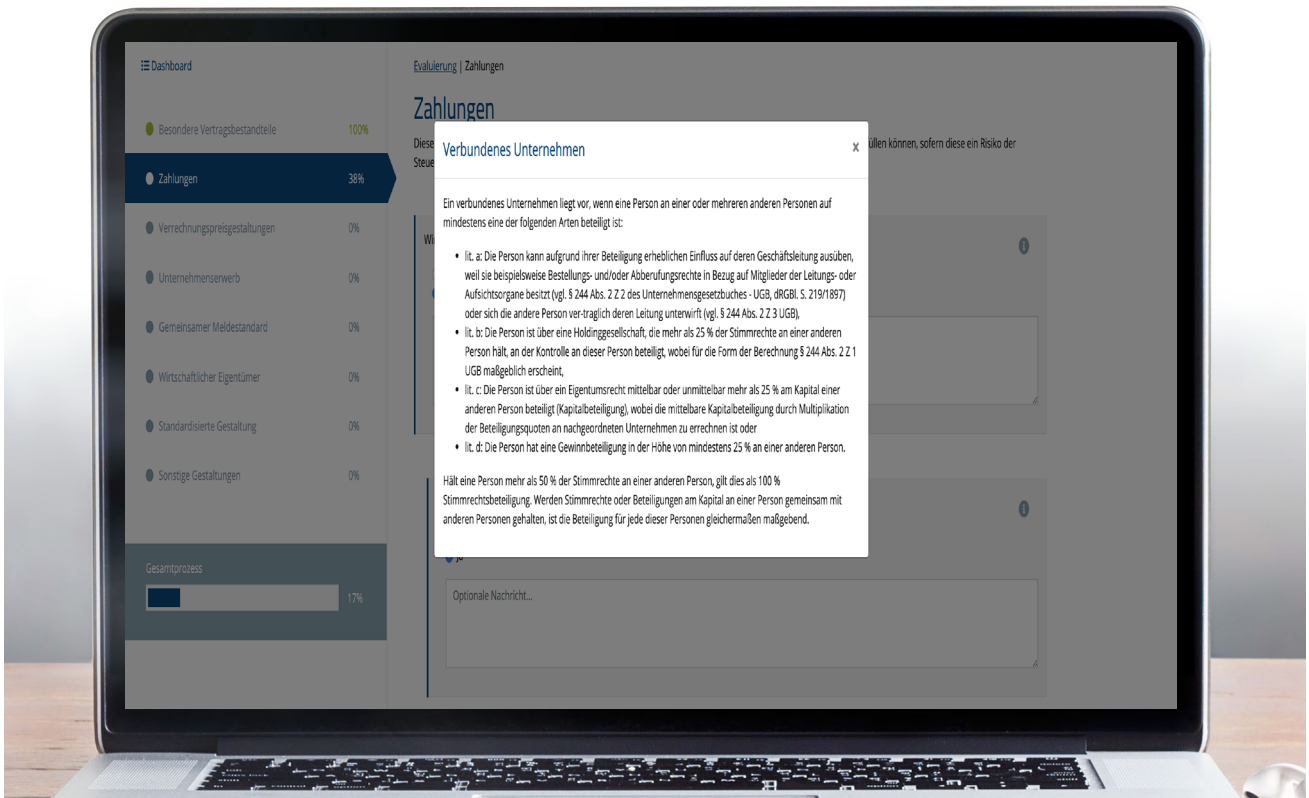 Dashboard
Besondere Vertragsbestandteile 100%
Zahlungen 38%
Verrechnungspreisgestaltungen 0%
Unternehmenserwerb 0%
Gemeinsamer Meldestandard 0%
Wirtschaftlicher Eigentümer 0%
Standardisierte Gestaltung 0%
Sonstige Gestaltungen 0%
Gesamtprozess
17%
Evaluierung | Zahlungen
Zahlungen
Diese
üllen können, sofern diese ein Risiko der
Steue
Wi
Verbundenes Unternehmen x
Ein verbundenes Unternehmen liegt vor, wenn eine Person an einer oder mehreren anderen Personen auf
mindestens eine der folgenden Arten beteiligt ist:
• lit. a: Die Person kann aufgrund ihrer Beteiligung erheblichen Einfluss auf deren Geschäftsleitung ausüben,
weil sie beispielsweise Bestellungs- und/oder Abberufungsrechte in Bezug auf Mitglieder der Leitungs- oder
Aufsichtsorgane besitzt (vgl. § 244 Abs. 2 Z 2 des Unternehmensgesetzbuches - UGB, dRGBl. S. 219/1897)
oder sich die andere Person ver-traglich deren Leitung unterwirft (vgl. § 244 Abs. 2 Z 3 UGB),
• lit. b: Die Person ist über eine Holdinggesellschaft, die mehr als 25 % der Stimmrechte an einer anderen
Person hält, an der Kontrolle an dieser Person beteiligt, wobei für die Form der Berechnung § 244 Abs. 2 Z 1
UGB maßgeblich erscheint,
• lit. c: Die Person ist über ein Eigentumsrecht mittelbar oder unmittelbar mehr als 25 % am Kapital einer
anderen Person beteiligt (Kapitalbeteiligung), wobei die mittelbare Kapitalbeteiligung durch Multiplikation
der Beteiligungsquoten an nachgeordneten Unternehmen zu errechnen ist oder
• lit. d: Die Person hat eine Gewinnbeteiligung in der Höhe von mindestens 25 % an einer anderen Person.
Hält eine Person mehr als 50 % der Stimmrechte an einer anderen Person, gilt dies als 100 %
Stimmrechtsbeteiligung. Werden Stimmrechte oder Beteiligungen am Kapital an einer Person gemeinsam mit
anderen Personen gehalten, ist die Beteiligung für jede dieser Personen gleichermaßen maßgebend.
Optionale Nachricht...